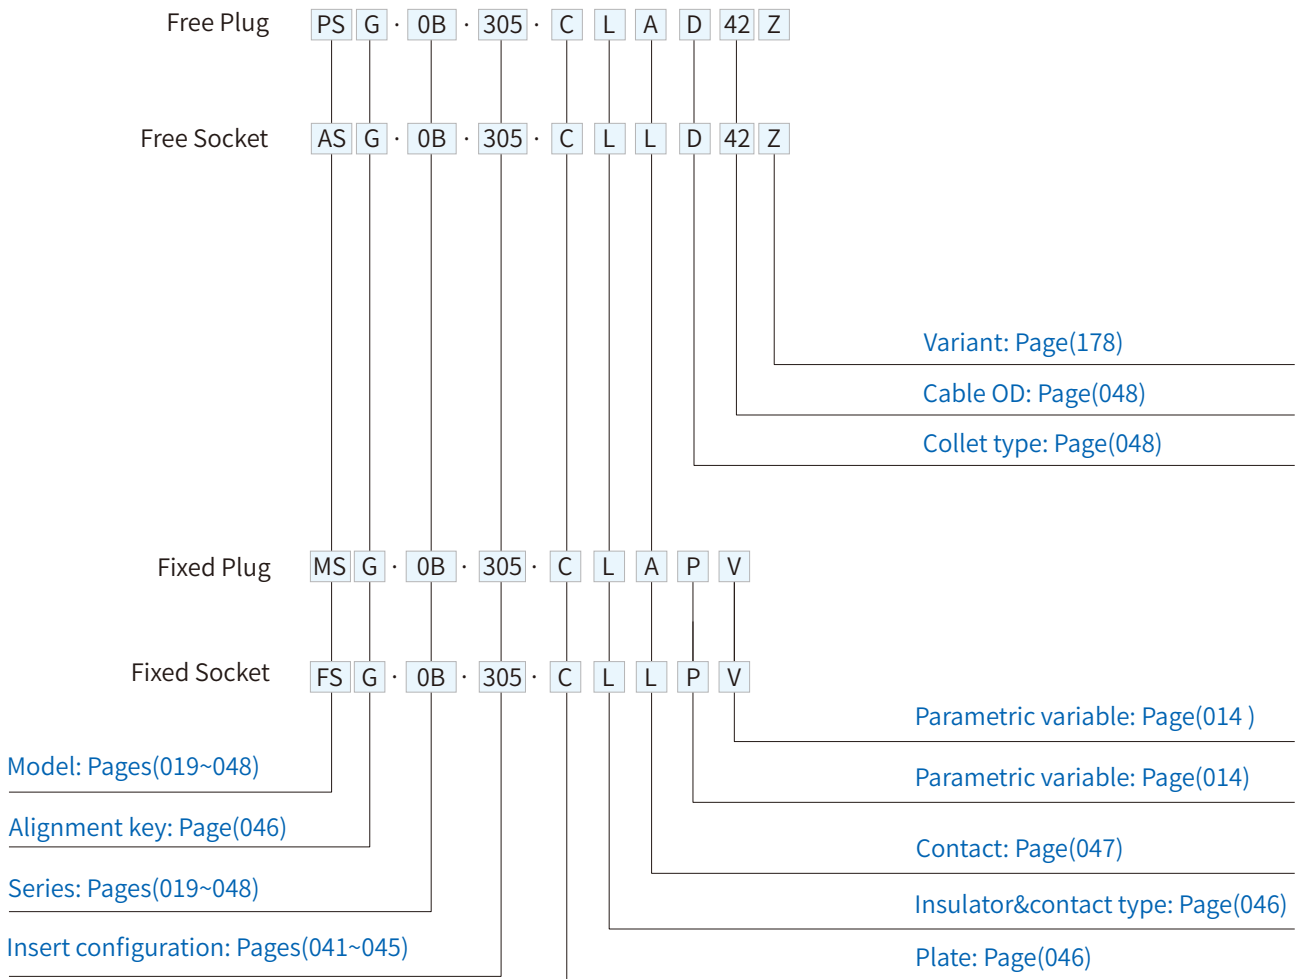 Free Plug PS G · 0B · 305 · C L A D 42 Z
Free Socket AS G · 0B · 305 · C L L D 42 Z
Variant: Page(178)
Cable OD: Page(048)
Collet type: Page(048)
Fixed Plug MS G · 0B · 305 · C L A P V
Fixed Socket FS G · 0B · 305 · C L L P V
Parametric variable: Page(014 )
Model: Pages(019~048)
Parametric variable: Page(014)
Alignment key: Page(046)
Contact: Page(047)
Series: Pages(019~048)
Insulator&contact type: Page(046)
Insert configuration: Pages(041~045)
Plate: Page(046)